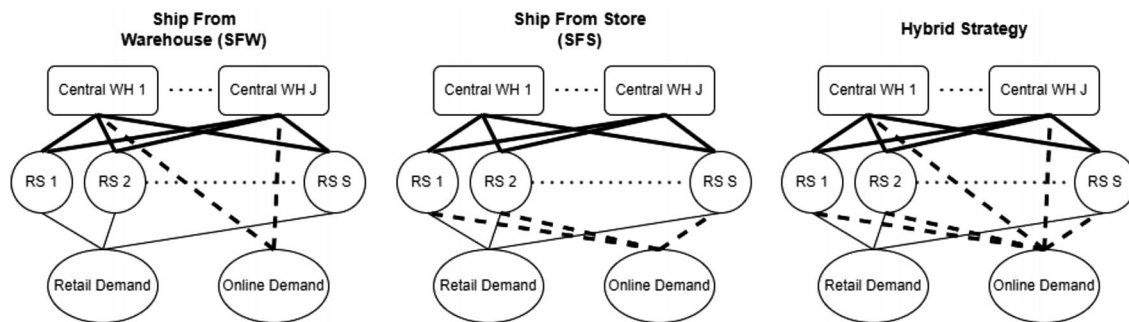 Ship From
Warehouse (SFW)
Central WH 1
Central WH J
RS 1
RS 2
RS S
Retail Demand
Online Demand
Ship From Store
(SFS)
Central WH 1
Central WH J
RS 1
RS 2
RS S
Retail Demand
Online Demand
Hybrid Strategy
Central WH 1
Central WH J
RS 1
RS 2
RS S
Retail Demand
Online Demand